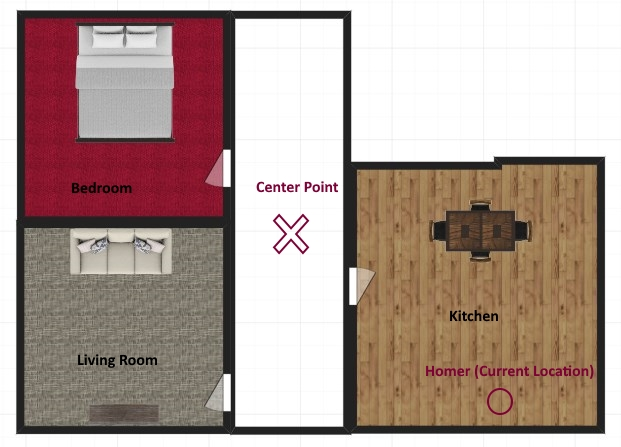 Bedroom
Center Point
Kitchen
Living Room
Homer (Current Location)